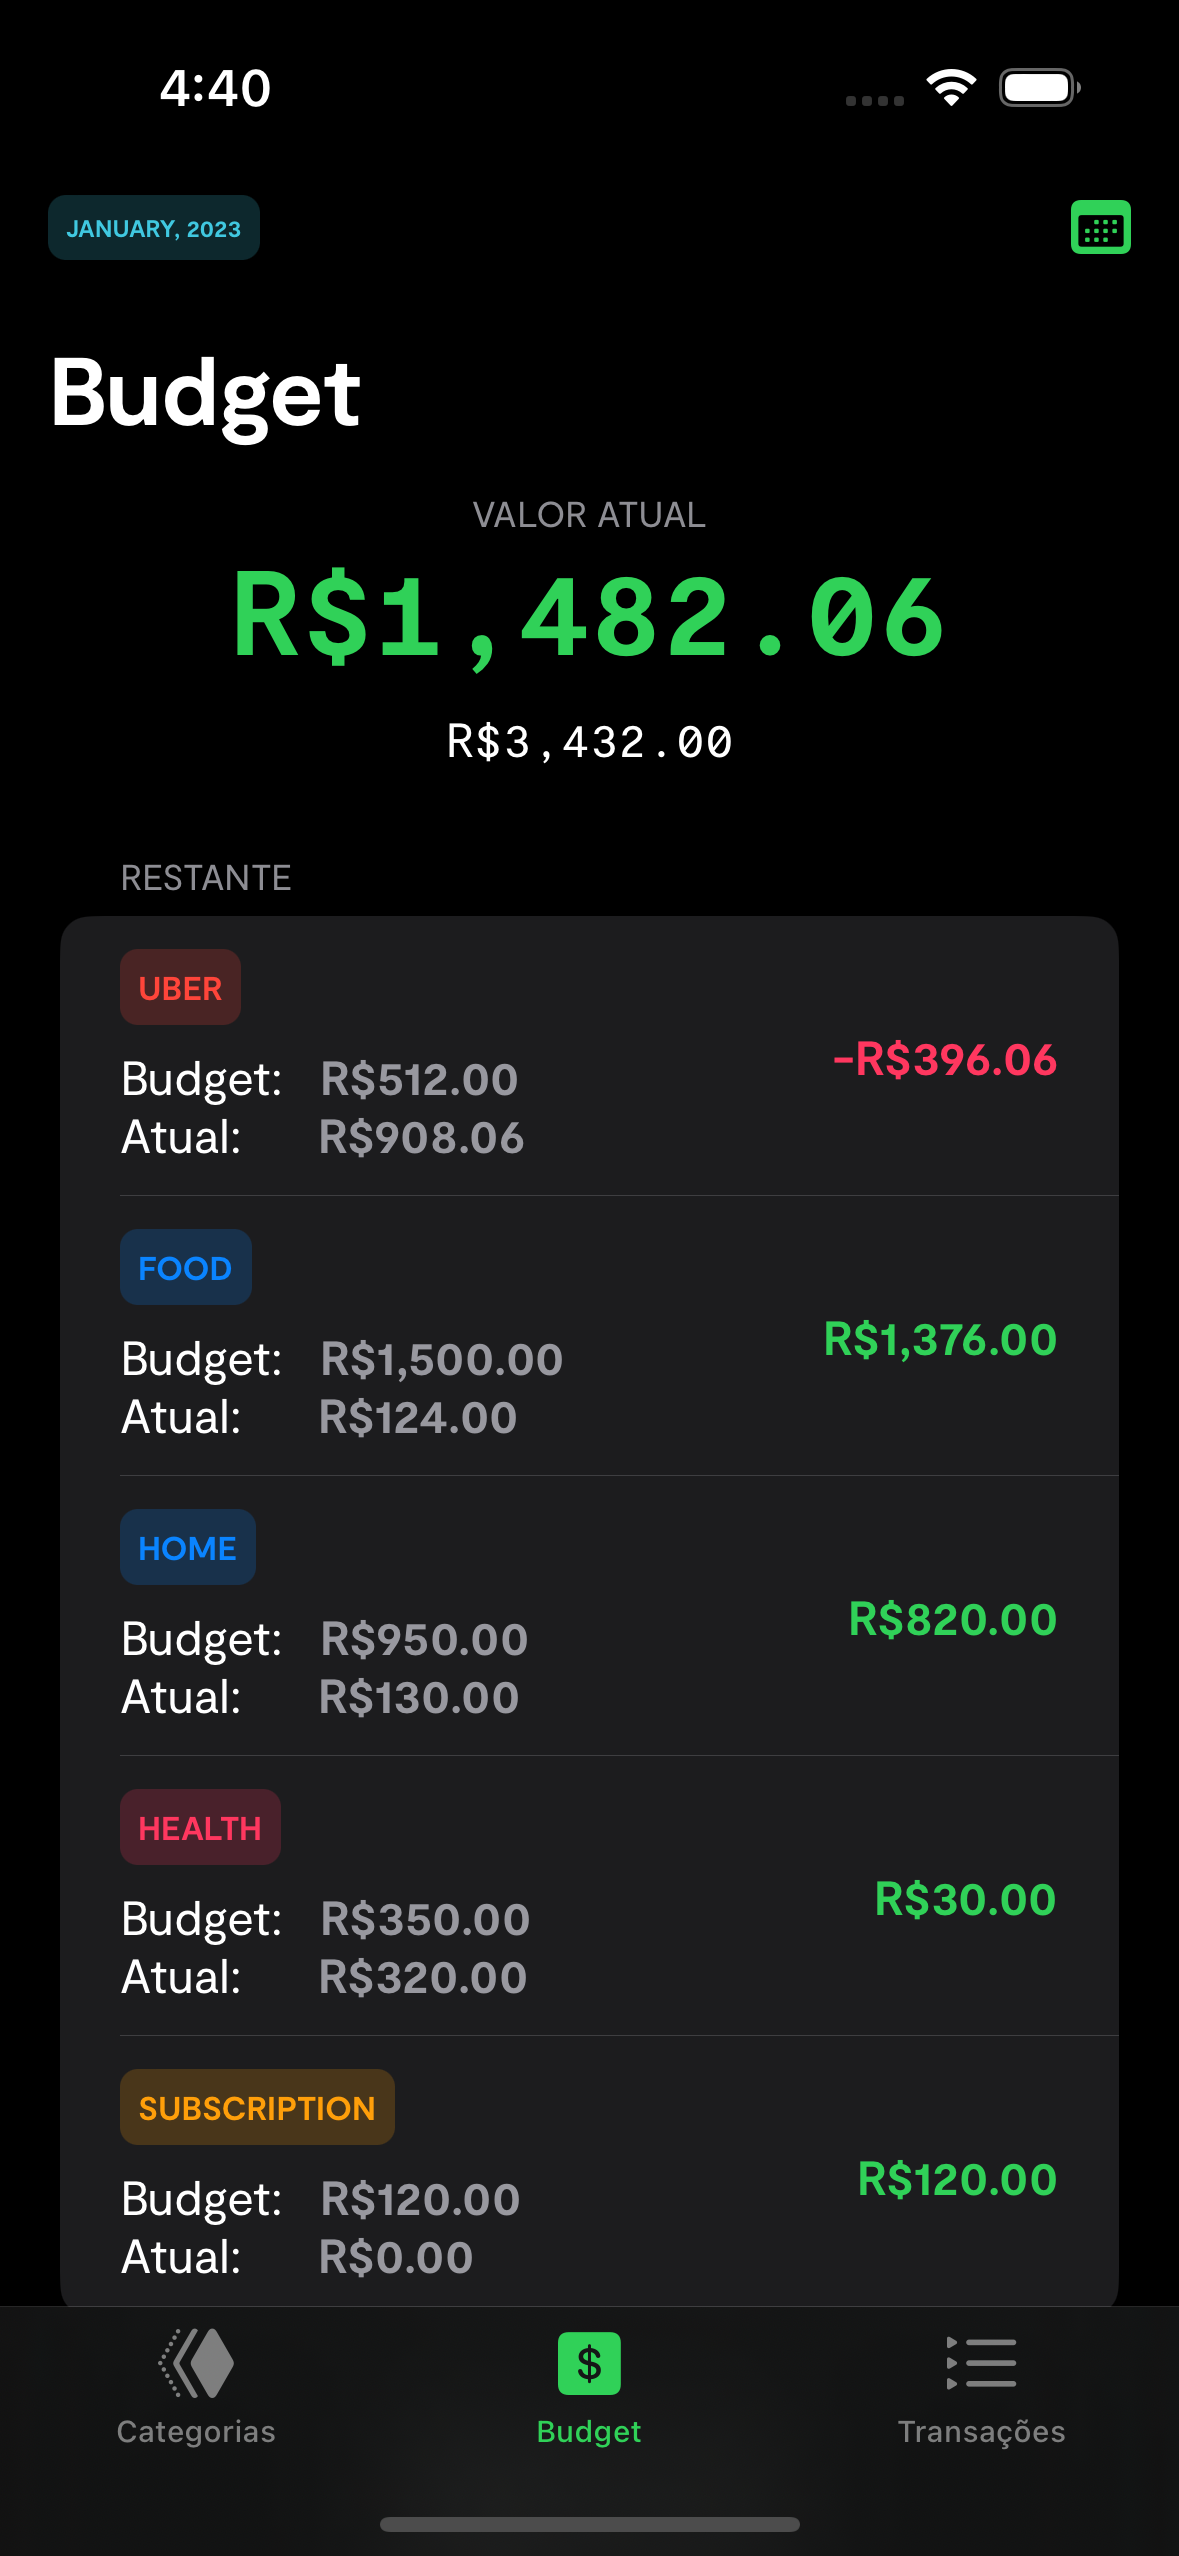 4:40
JANUARY, 2023
Budget
VALOR ATUAL
R$1,482.06
R$3,432.00
RESTANTE
UBER
-R$396.06
Budget: R$512.00
Atual: R$908.06
FOOD
R$1,376.00
Budget: R$1,500.00
Atual: R$124.00
HOME
R$820.00
Budget: R$950.00
Atual: R$130.00
HEALTH
R$30.00
Budget: R$350.00
Atual: R$320.00
SUBSCRIPTION
R$120.00
Budget: R$120.00
Atual: R$0.00
$
Categorias Budget Transações